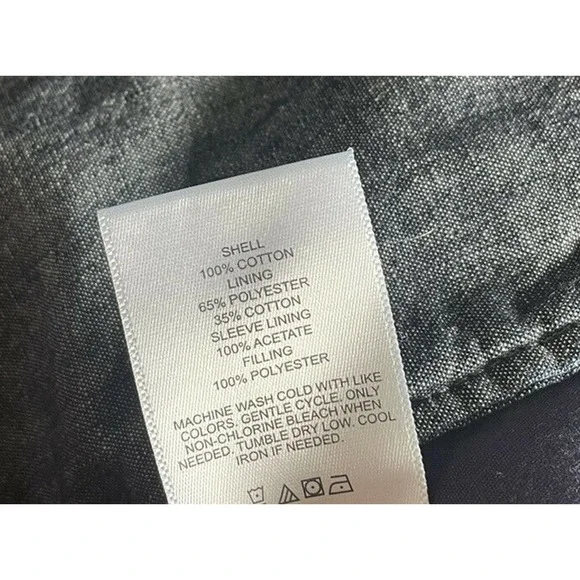 SHELL
100% COTTON
LINING
65% POLYESTER
35% COTTON
SLEEVE LINING
100% ACETATE
FILLING
100% POLYESTER
MACHINE WASH COLD WITH LIKE
COLORS. GENTLE CYCLE. ONLY
NON-CHLORINE BLEACH WHEN
NEEDED. TUMBLE DRY LOW. COOL
IRON IF NEEDED.